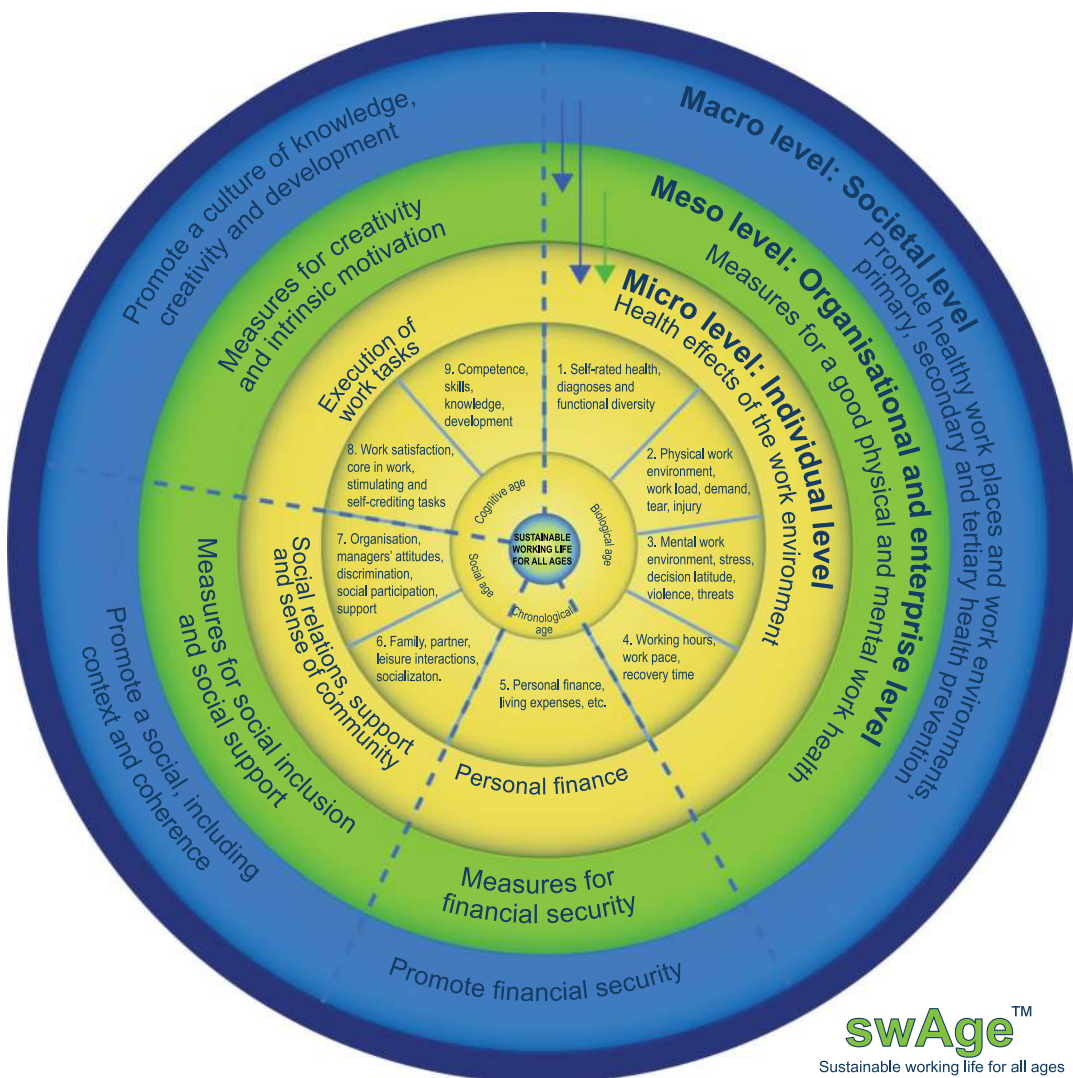 Macro level: Societal level
Promote healthy work places and work environments,
primary, secondary and tertiary health prevention
Meso level: Organisational and enterprise level
Measures for a good physical and mental work health
Micro level: Individual level
Health effects of the work environment
Promote a culture of knowledge,
creativity and development
Measures for creativity
and intrinsic motivation
Execution of
work tasks
9. Competence,
skills,
knowledge,
development
1. Self-rated health,
diagnoses and
functional diversity
8. Work satisfaction,
core in work,
stimulating and
self-crediting tasks
2. Physical work
environment,
work load, demand,
tear, injury
7. Organisation,
managers' attitudes,
discrimination,
social participation,
support
3. Mental work
environment, stress,
decision latitude,
violence, threats
6. Family, partner,
leisure interactions,
socializaton.
4. Working hours,
work pace,
recovery time
5. Personal finance,
living expenses, etc.
Cognitive age
Biological age
Social age
Chronological
age
SUSTAINABLE
WORKING LIFE
FOR ALL AGES
Social relations, support
and sense of community
Measures for social inclusion
and social support
Promote a social, including
context and coherence
Personal finance
Measures for
financial security
Promote financial security
swAge™
Sustainable working life for all ages